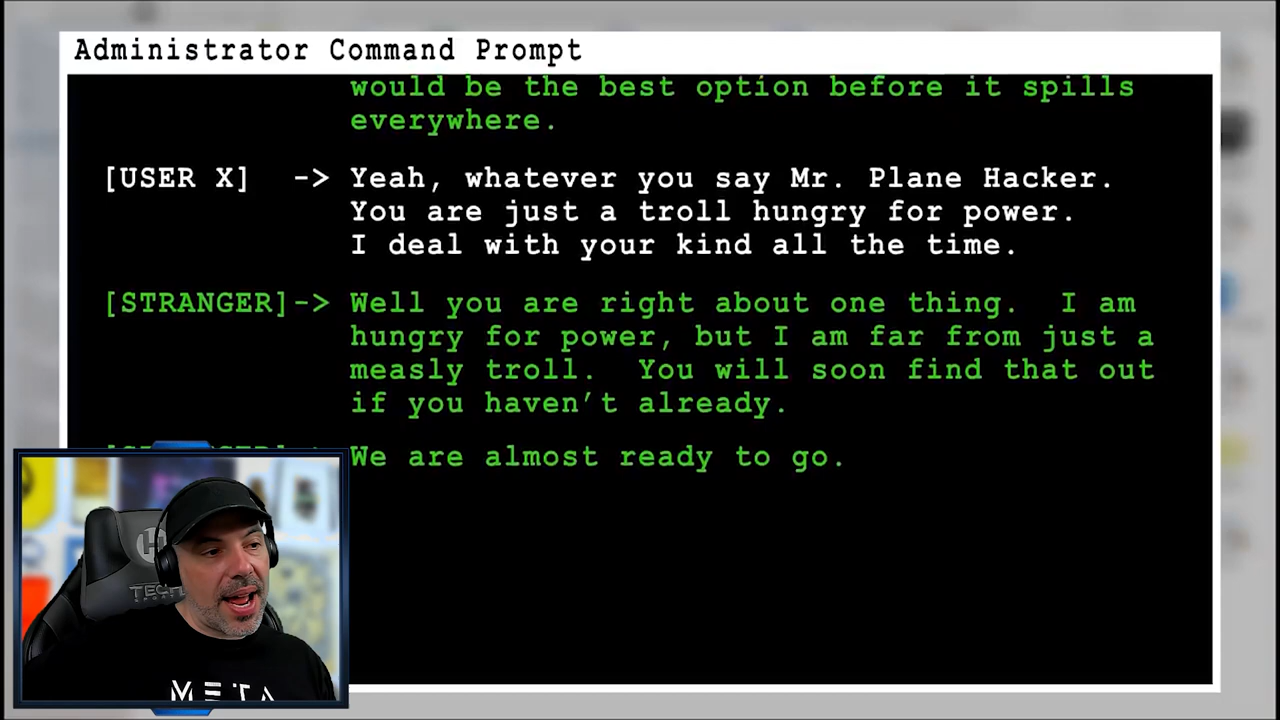 Administrator Command Prompt
would be the best option before it spills
everywhere.
[USER X] -> Yeah, whatever you say Mr. Plane Hacker.
You are just a troll hungry for power.
I deal with your kind all the time.
[STRANGER]-> Well you are right about one thing. I am
hungry for power, but I am far from just a
measly troll. You will soon find that out
if you haven't already.
We are almost ready to go.
TECH
META